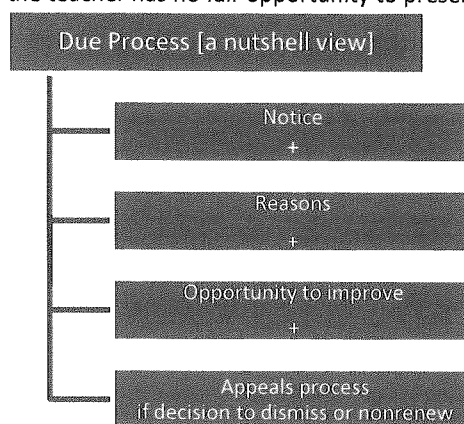 the teacher has no fair opportunity to presen
Due Process [a nutshell view]
Notice
+
Reasons
+
Opportunity to improve
+
Appeals process
if decision to dismiss or nonrenew